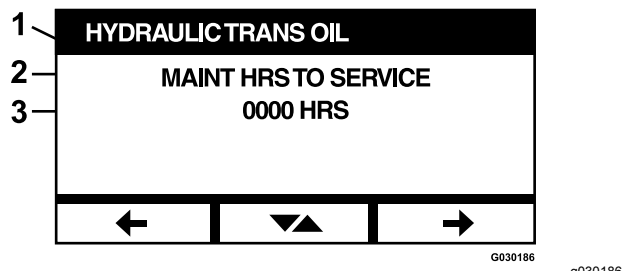 1 HYDRAULIC TRANS OIL
2 MAINT HRS TO SERVICE
3 0000 HRS
G030186
g030186